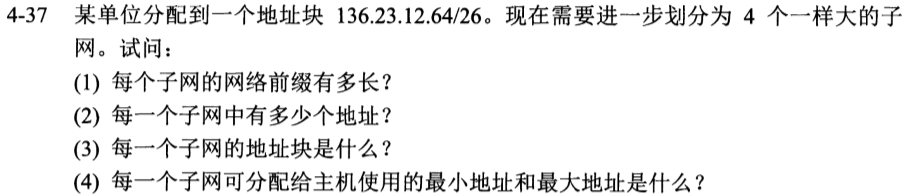 4-37 某单位分配到一个地址块 136.23.12.64/26。现在需要进一步划分为 4 个一样大的子
网。试问：
(1) 每个子网的网络前缀有多长？
(2) 每一个子网中有多少个地址？
(3) 每一个子网的地址块是什么？
(4) 每一个子网可分配给主机使用的最小地址和最大地址是什么？